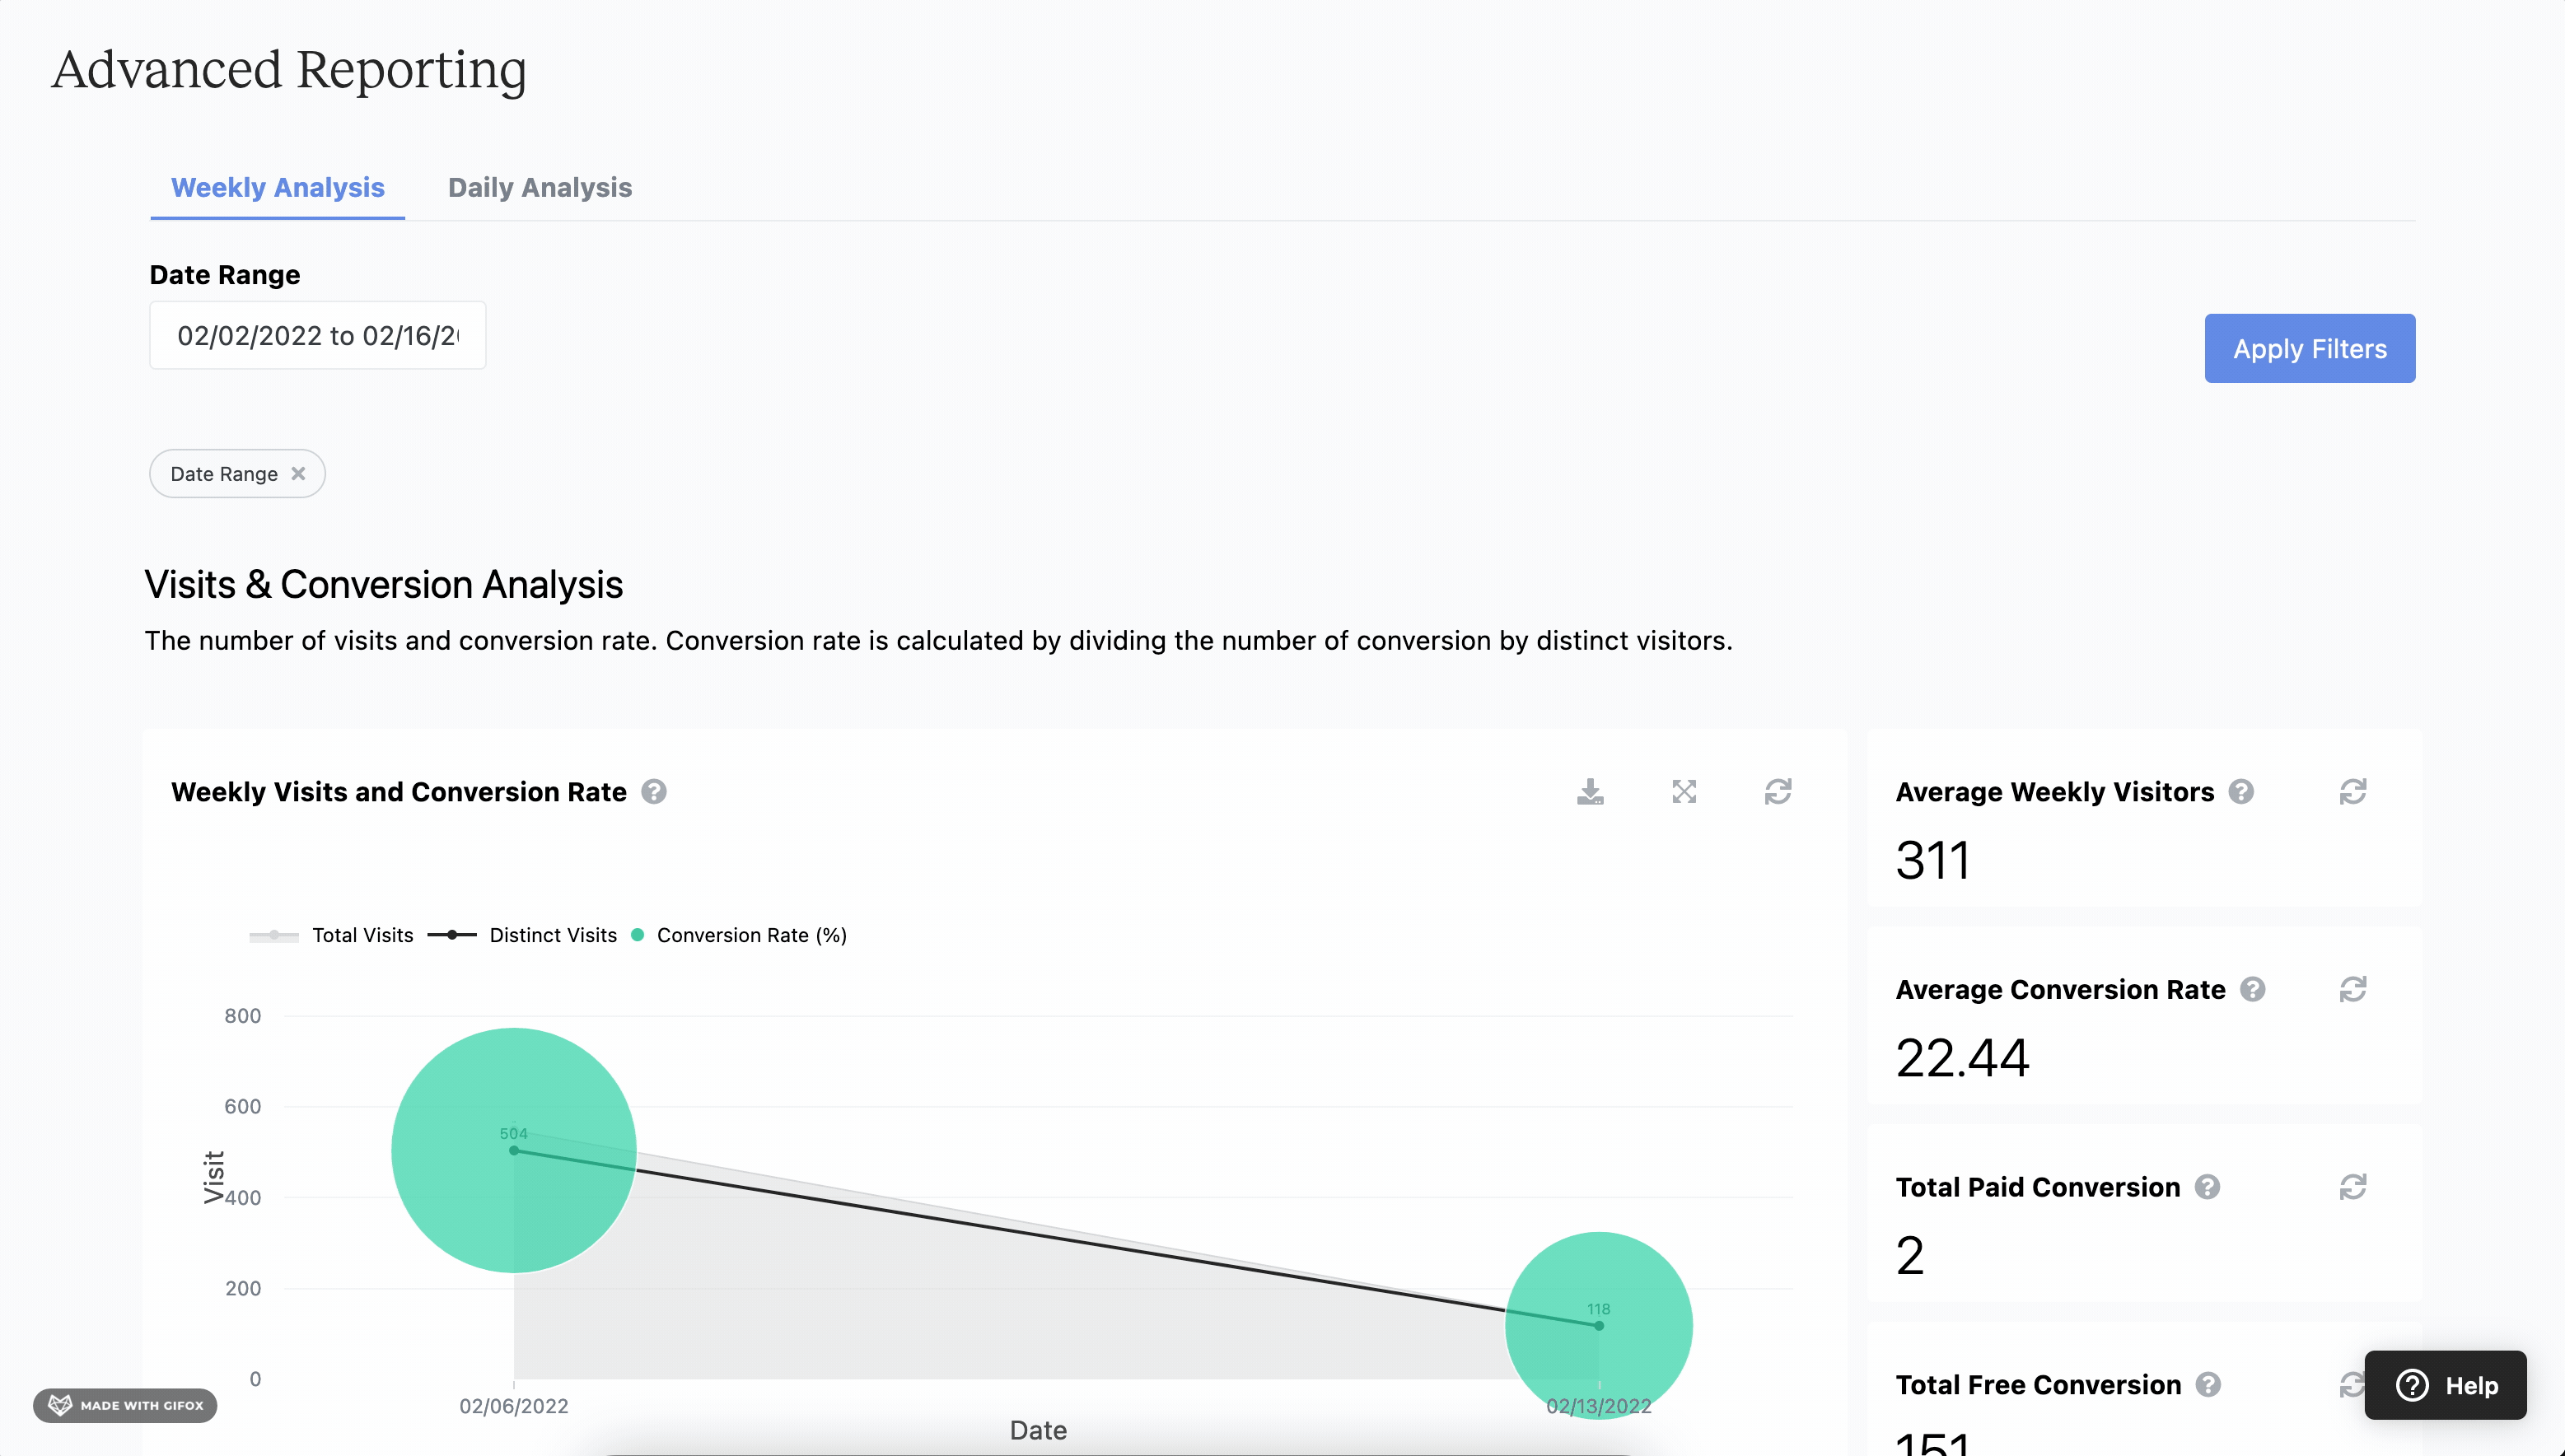 Advanced Reporting
Weekly Analysis
Daily Analysis
Date Range
02/02/2022 to 02/16/2
Apply Filters
Date Range
Visits & Conversion Analysis
The number of visits and conversion rate. Conversion rate is calculated by dividing the number of conversion by distinct visitors.
Weekly Visits and Conversion Rate
Total Visits
Distinct Visits
Conversion Rate (%)
800
600
400
200
0
Visit
504
118
02/06/2022
02/13/2022
Date
Average Weekly Visitors
311
Average Conversion Rate
22.44
Total Paid Conversion
2
Total Free Conversion
151
Help
MADE WITH GIFOX